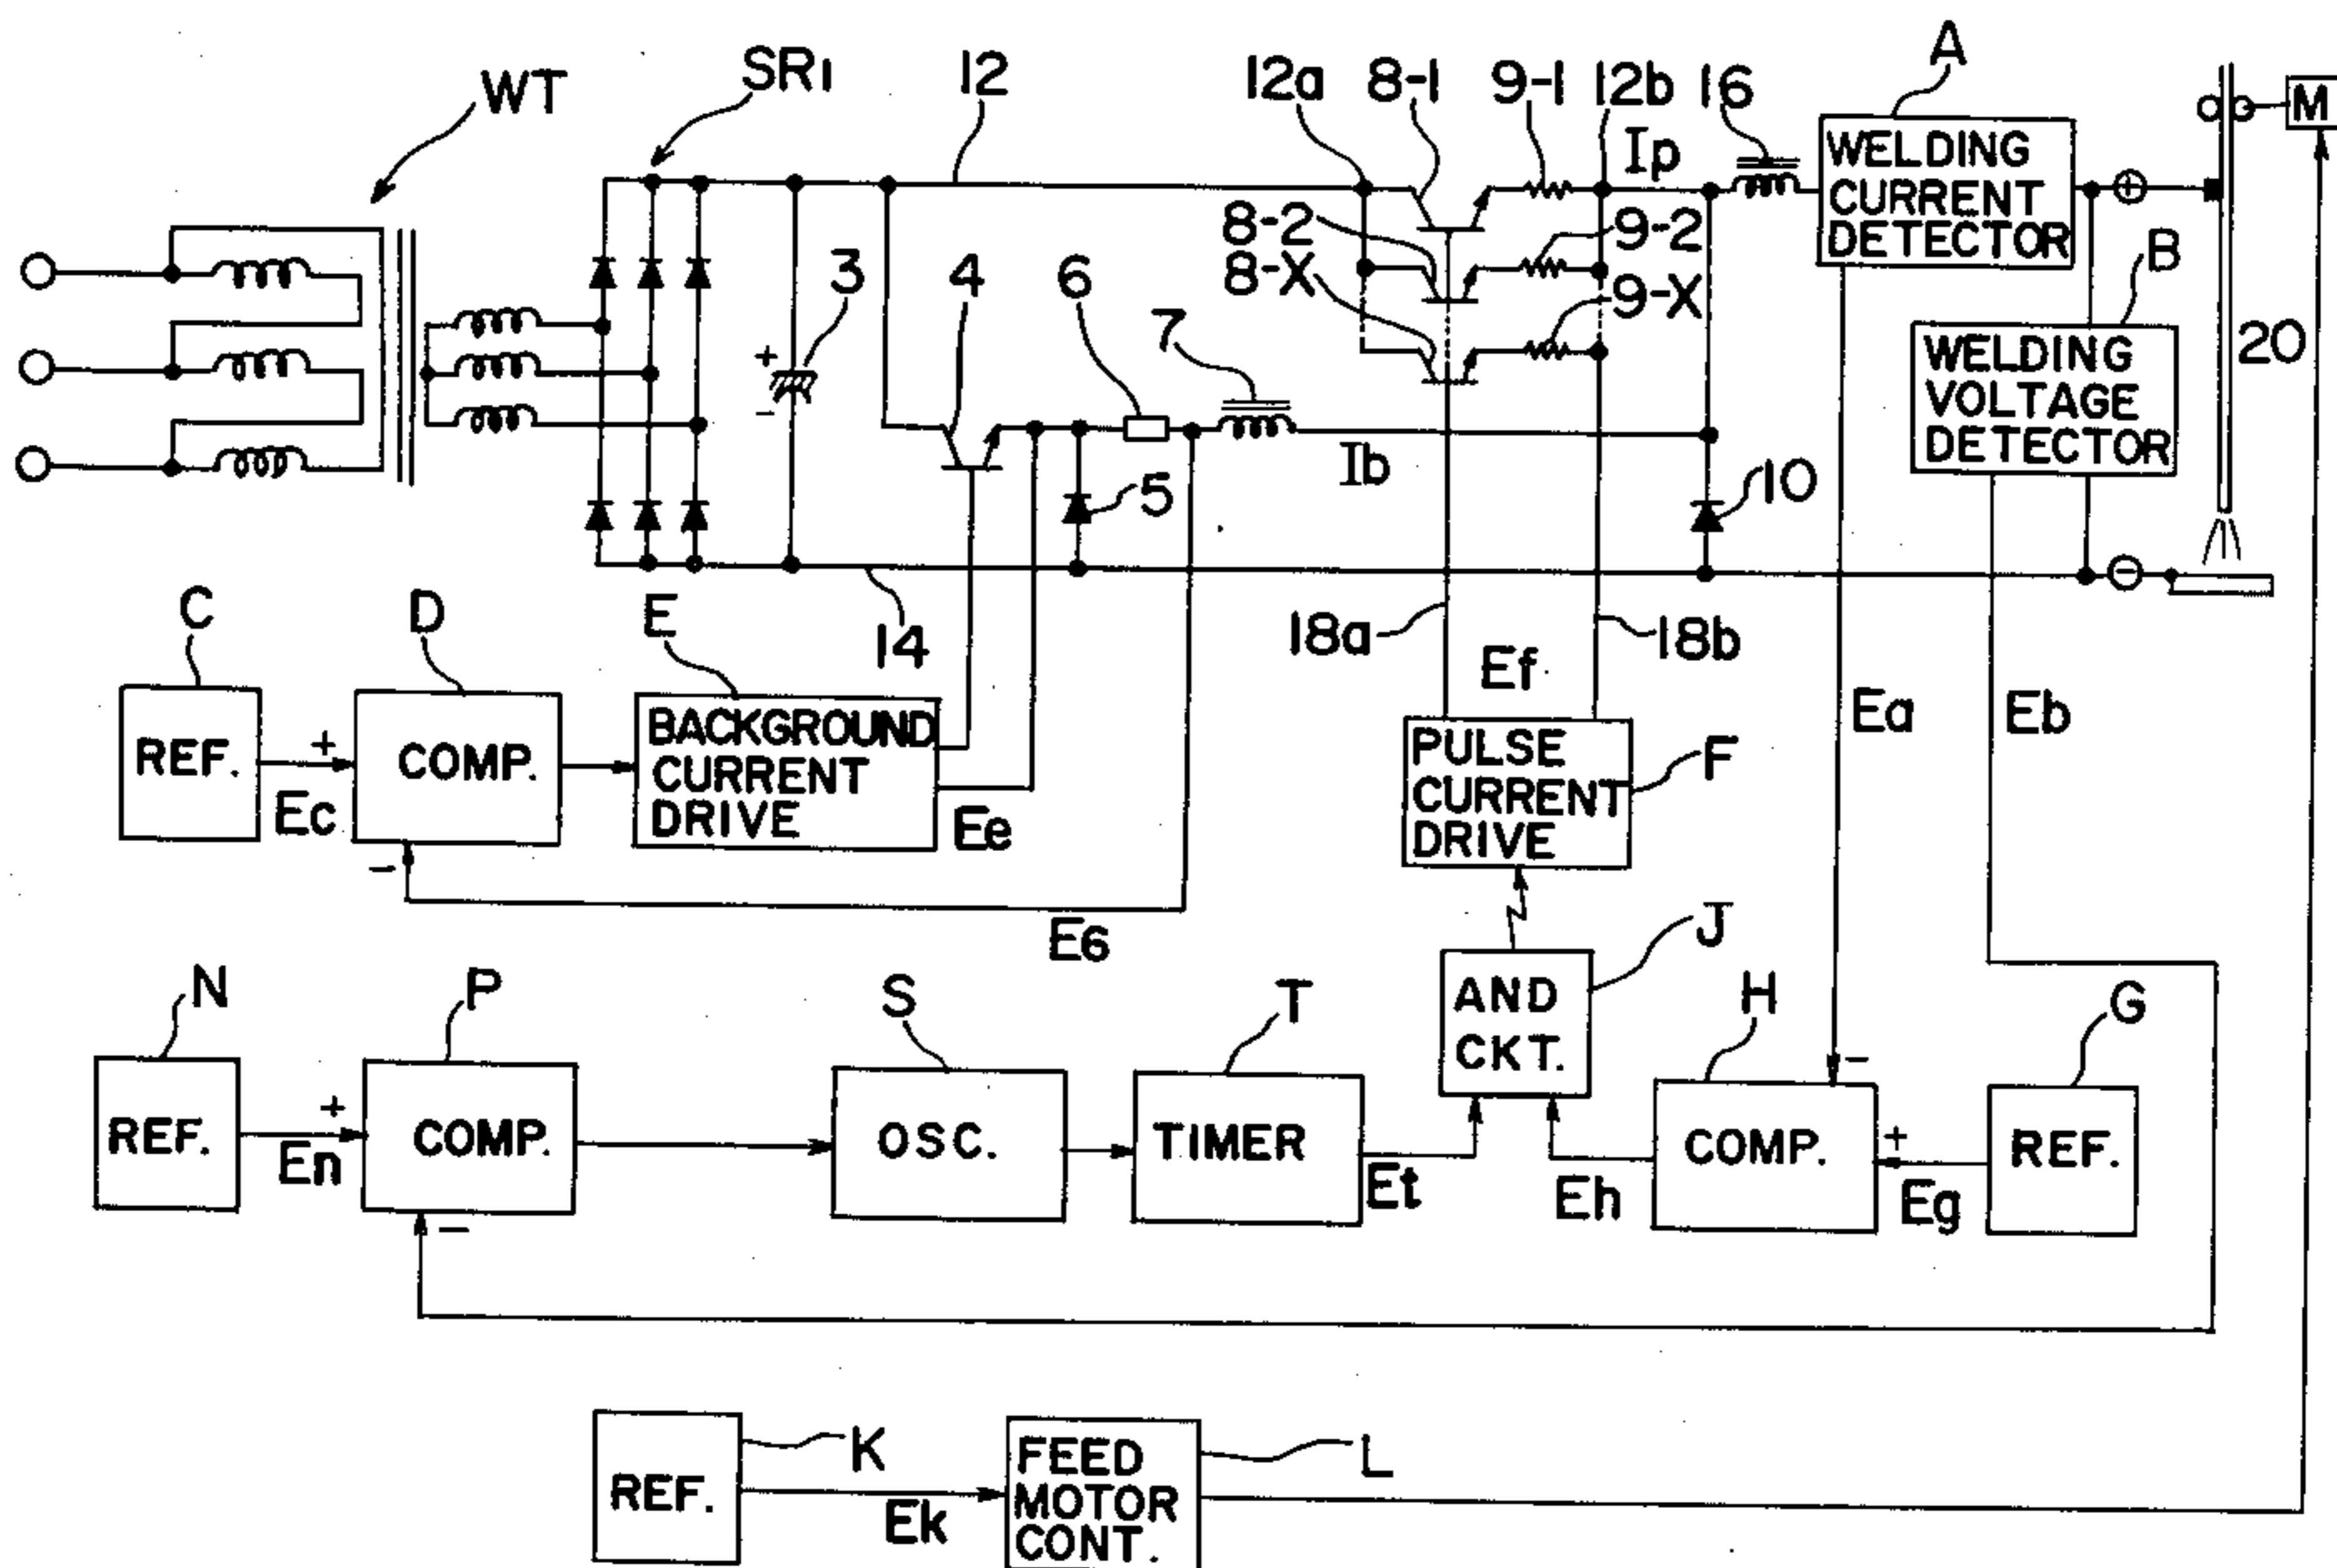 WT
SR1
12
12a
8-1
9-1
12b
16
A
Ip
8-2
8-X
9-2
9-X
WELDING
CURRENT
DETECTOR
M
B
3
+
-
4
6
7
5
Ib
10
WELDING
VOLTAGE
DETECTOR
20
+
-
14
18a
18b
C
D
E
Ef
Ea
Eb
REF.
+
Ec
COMP.
-
BACKGROUND
CURRENT
DRIVE
Ee
E6
PULSE
CURRENT
DRIVE
F
J
AND
CKT.
N
P
S
T
H
G
REF.
+
En
COMP.
-
OSC.
TIMER
Et
Eh
COMP.
-
+
Eg
REF.
K
REF.
Ek
L
FEED
MOTOR
CONT.